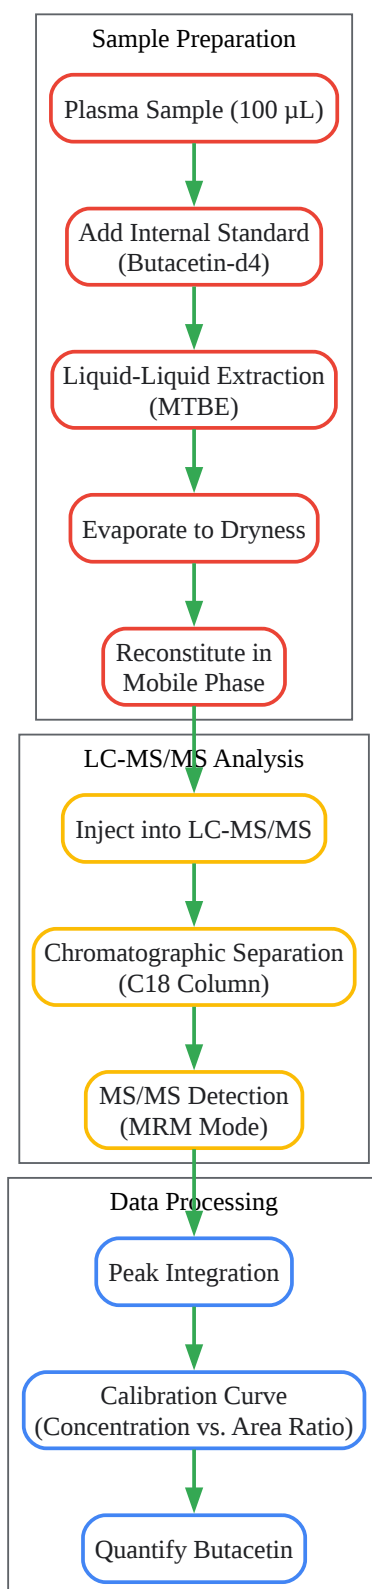 Sample Preparation
Plasma Sample (100 µL)
Add Internal Standard
(Butacetin-d4)
Liquid-Liquid Extraction
(MTBE)
Evaporate to Dryness
Reconstitute in
Mobile Phase
LC-MS/MS Analysis
Inject into LC-MS/MS
Chromatographic Separation
(C18 Column)
MS/MS Detection
(MRM Mode)
Data Processing
Peak Integration
Calibration Curve
(Concentration vs. Area Ratio)
Quantify Butacetin